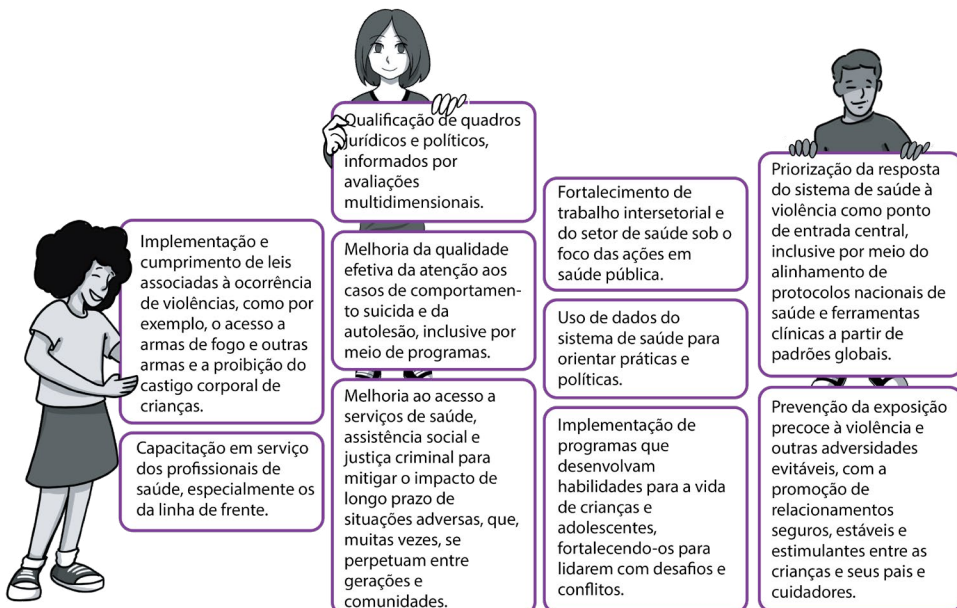 Implementação e
cumprimento de leis
associadas à ocorrência
de violências, como por
exemplo, o acesso a
armas de fogo e outras
armas e a proibição do
castigo corporal de
crianças.
Capacitação em serviço
dos profissionais de
saúde, especialmente os
da linha de frente.
Qualificação de quadros
jurídicos e políticos,
informados por
avaliações
multidimensionais.
Melhoria da qualidade
efetiva da atenção aos
casos de comportamen-
to suicida e da
autolesão, inclusive por
meio de programas.
Melhoria ao acesso a
serviços de saúde,
assistência social e
justiça criminal para
mitigar o impacto de
longo prazo de
situações adversas, que,
muitas vezes, se
perpetuam entre
gerações e
comunidades.
Fortalecimento de
trabalho intersetorial e
do setor de saúde sob o
foco das ações em
saúde pública.
Uso de dados do
sistema de saúde para
orientar práticas e
políticas.
Implementação de
programas que
desenvolvam
habilidades para a vida
de crianças e
adolescentes,
fortalecendo-os para
lidarem com desafios e
conflitos.
Priorização da resposta
do sistema de saúde à
violência como ponto
de entrada central,
inclusive por meio do
alinhamento de
protocolos nacionais de
saúde e ferramentas
clínicas a partir de
padrões globais.
Prevenção da exposição
precoce à violência e
outras adversidades
evitáveis, com a
promoção de
relacionamentos
seguros, estáveis e
estimulantes entre as
crianças e seus pais e
cuidadores.